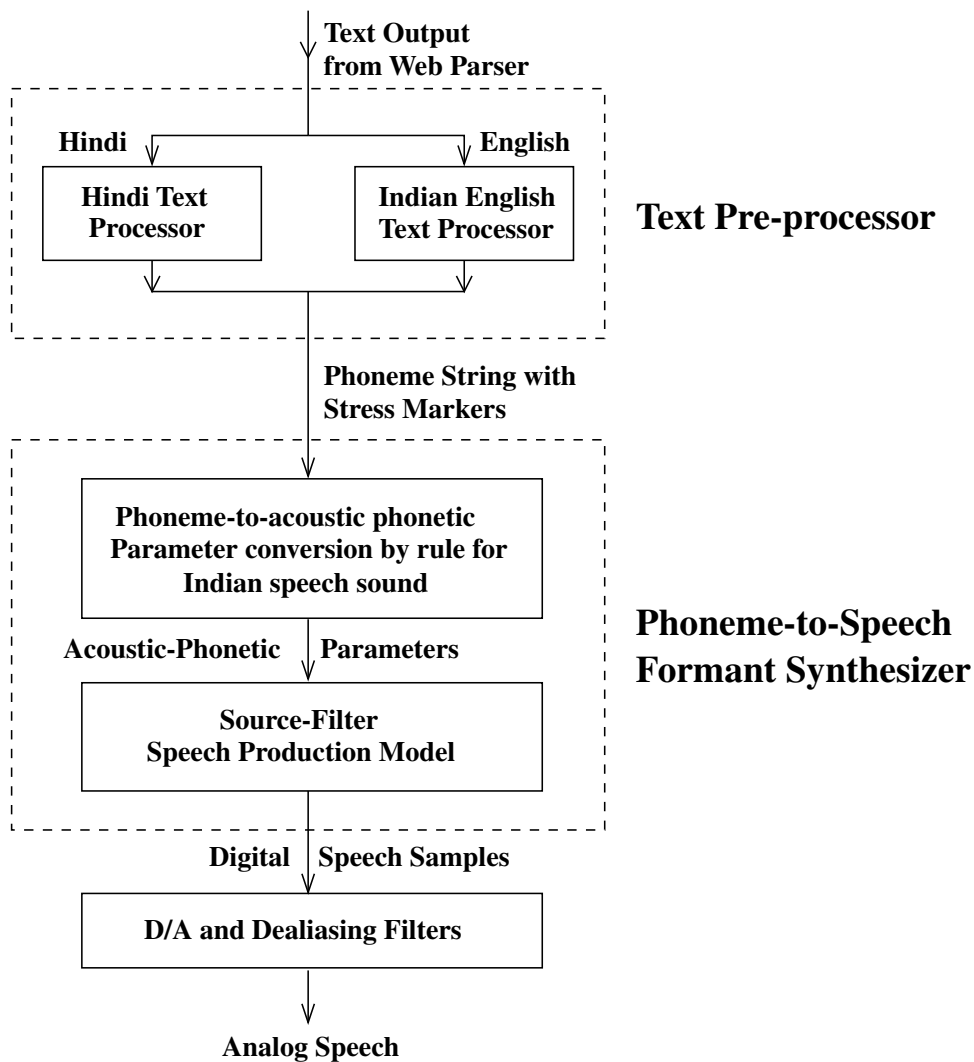 Text Output
from Web Parser
Hindi
English
Hindi Text
Processor
Indian English
Text Processor
Text Pre-processor
Phoneme String with
Stress Markers
Phoneme-to-acoustic phonetic
Parameter conversion by rule for
Indian speech sound
Acoustic-Phonetic Parameters
Phoneme-to-Speech
Formant Synthesizer
Source-Filter
Speech Production Model
Digital Speech Samples
D/A and Dealiasing Filters
Analog Speech